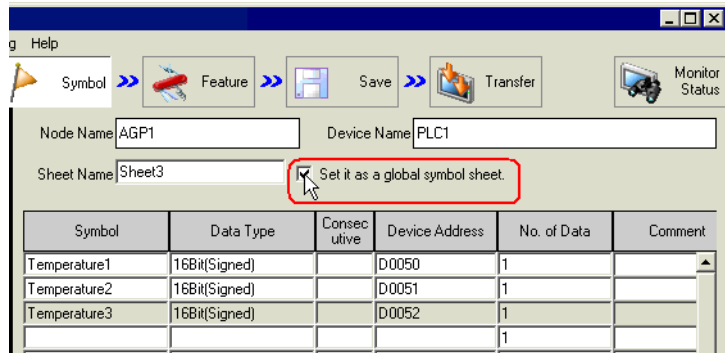 g Help
Symbol Feature Save Transfer Monitor
Status
Node Name AGP1 Device Name PLC1
Sheet Name Sheet3 Set it as a global symbol sheet.
Symbol Data Type Consec
utive Device Address No. of Data Comment
Temperature1 16Bit(Signed) D0050 1
Temperature2 16Bit(Signed) D0051 1
Temperature3 16Bit(Signed) D0052 1
1